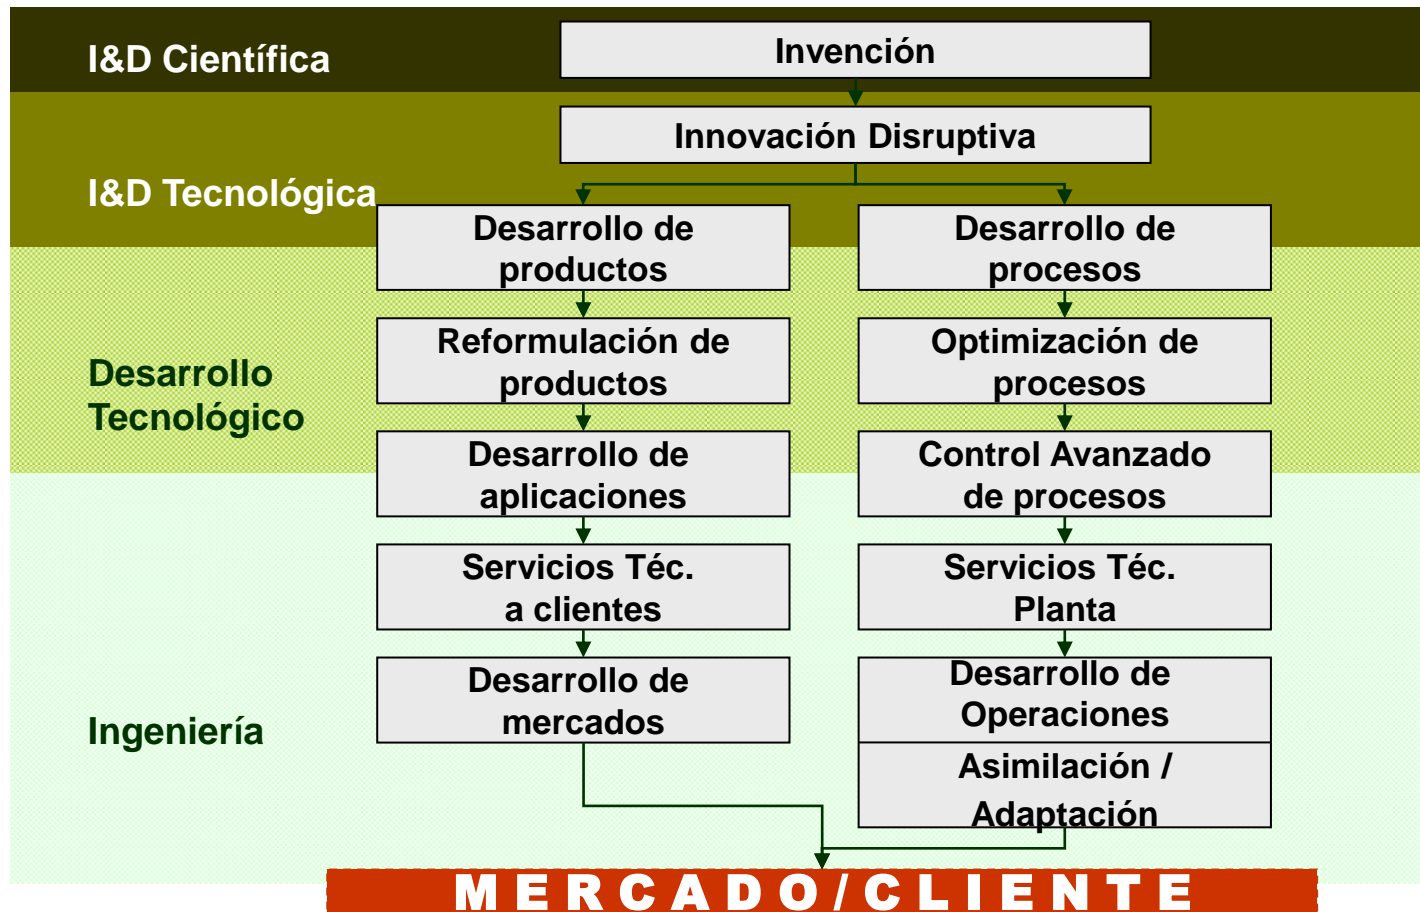 I&D Científica
Invención
Innovación Disruptiva
I&D Tecnológica
Desarrollo de
productos
Desarrollo de
procesos
Reformulación de
productos
Optimización de
procesos
Desarrollo
Tecnológico
Desarrollo de
aplicaciones
Control Avanzado
de procesos
Servicios Téc.
a clientes
Servicios Téc.
Planta
Desarrollo de
mercados
Desarrollo de
Operaciones
Ingeniería
Asimilación /
Adaptación
MERCADO/CLIENTE